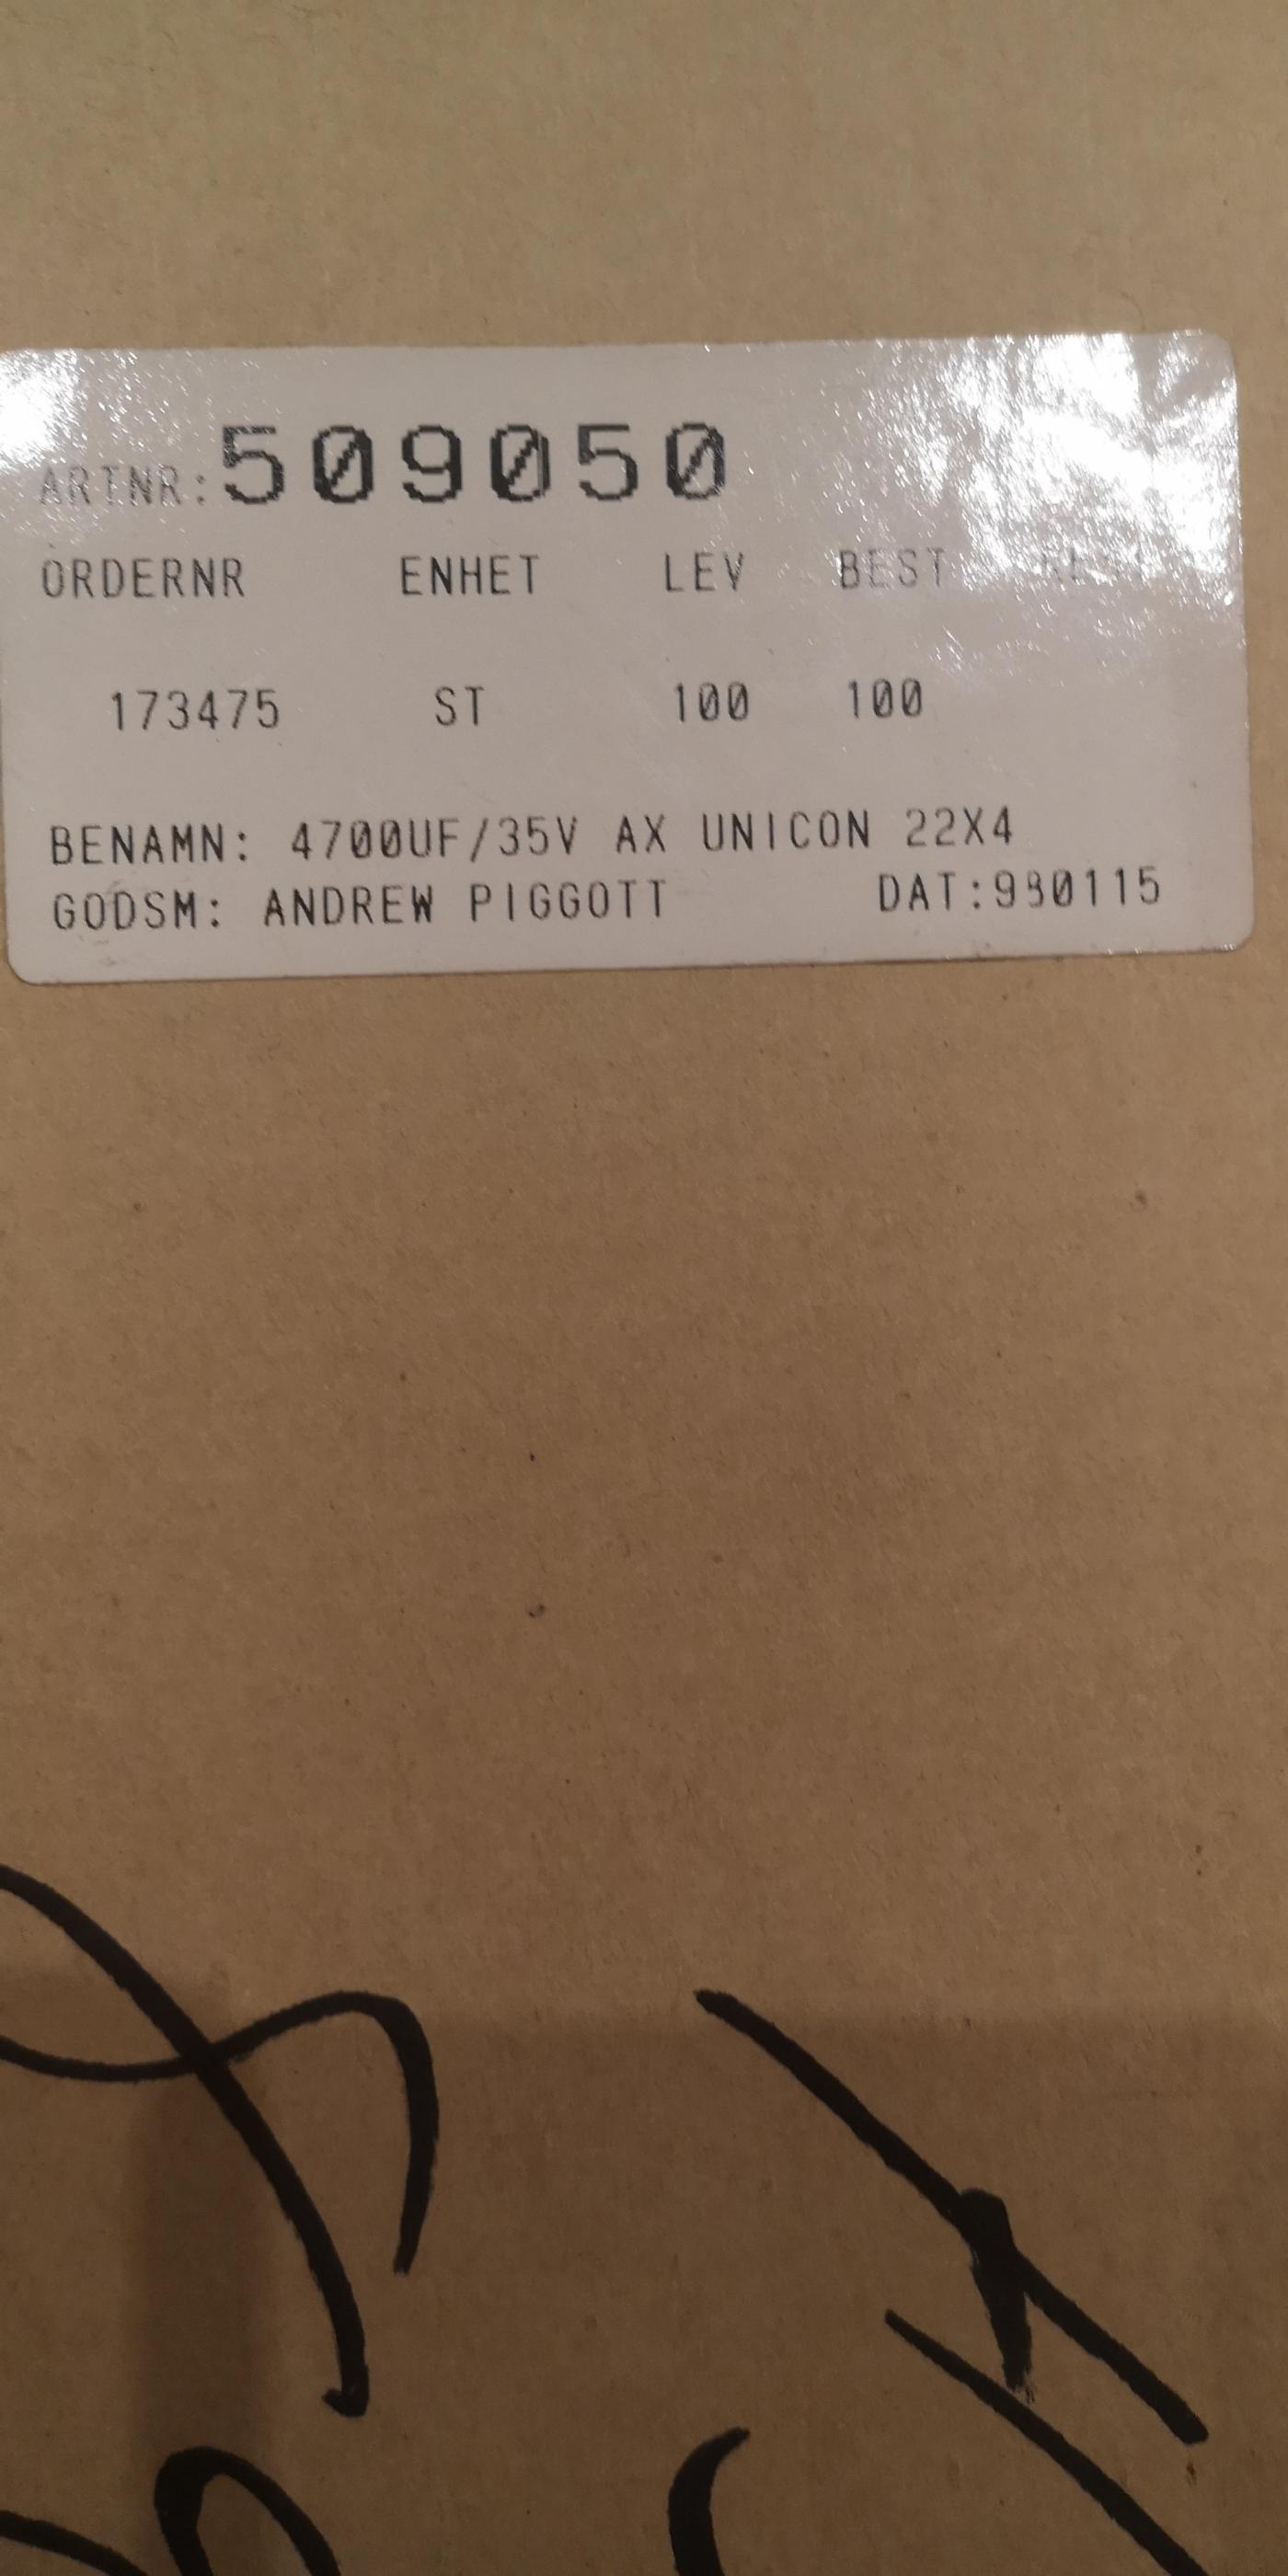 ARTNR: 509050
ORDERNR ENHET LEV BEST REST
173475 ST 100 100
BENAMN: 4700UF/35V AX UNICON 22X4
GODSM: ANDREW PIGGOTT DAT:980115